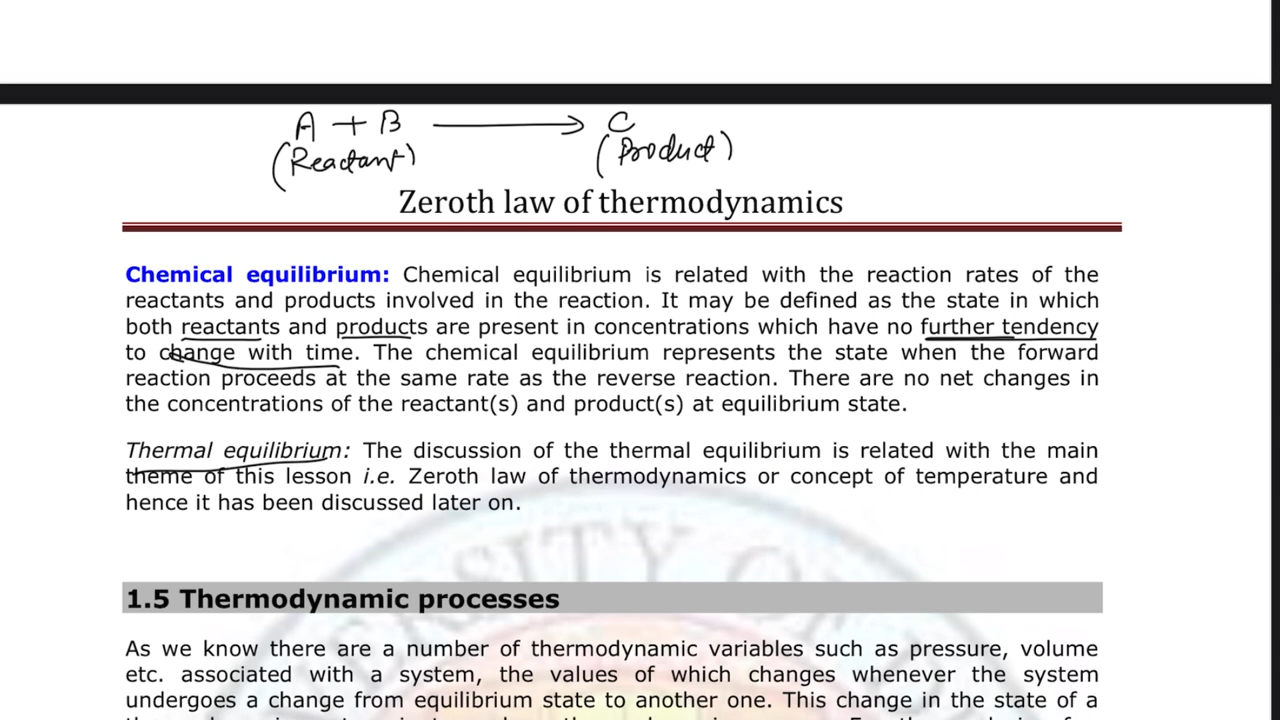 A + B ⟶ C
(Reactant) (Product)
Zeroth law of thermodynamics
Chemical equilibrium: Chemical equilibrium is related with the reaction rates of the
reactants and products involved in the reaction. It may be defined as the state in which
both reactants and products are present in concentrations which have no further tendency
to change with time. The chemical equilibrium represents the state when the forward
reaction proceeds at the same rate as the reverse reaction. There are no net changes in
the concentrations of the reactant(s) and product(s) at equilibrium state.
Thermal equilibrium: The discussion of the thermal equilibrium is related with the main
theme of this lesson i.e. Zeroth law of thermodynamics or concept of temperature and
hence it has been discussed later on.
1.5 Thermodynamic processes
As we know there are a number of thermodynamic variables such as pressure, volume
etc. associated with a system, the values of which changes whenever the system
undergoes a change from equilibrium state to another one. This change in the state of a